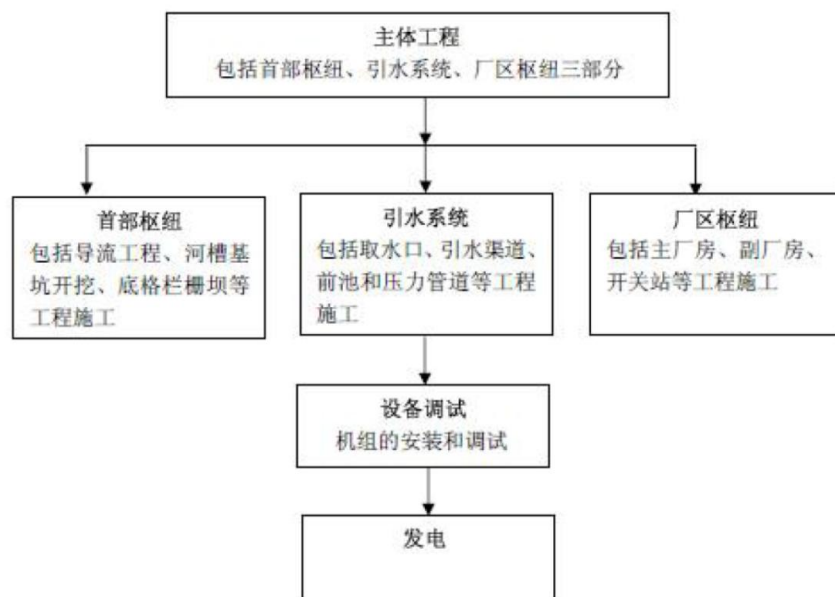 主体工程
包括首部枢纽、引水系统、厂区枢纽三部分
首部枢纽
包括导流工程、河槽基
坑开挖、底格栏栅坝等
工程施工
引水系统
包括取水口、引水渠道、
前池和压力管道等工程
施工
厂区枢纽
包括主厂房、副厂房、
开关站等工程施工
设备调试
机组的安装和调试
发电